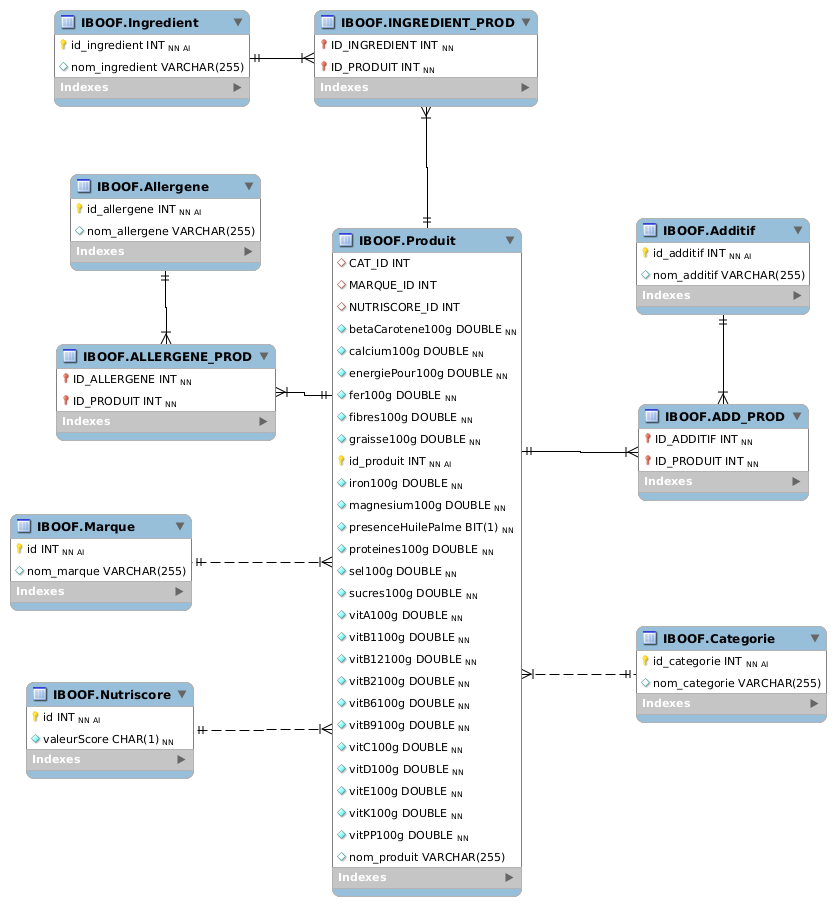 IBOOF.Ingredient
id_ingredient INT NN AI
nom_ingredient VARCHAR(255)
Indexes
IBOOF.INGREDIENT_PROD
ID_INGREDIENT INT NN
ID_PRODUIT INT NN
Indexes
IBOOF.Allergene
id_allergene INT NN AI
nom_allergene VARCHAR(255)
Indexes
IBOOF.ALLERGENE_PROD
ID_ALLERGENE INT NN
ID_PRODUIT INT NN
Indexes
IBOOF.Marque
id INT NN AI
nom_marque VARCHAR(255)
Indexes
IBOOF.Nutriscore
id INT NN AI
valeurScore CHAR(1) NN
Indexes
IBOOF.Produit
CAT_ID INT
MARQUE_ID INT
NUTRISCORE_ID INT
betaCarotene100g DOUBLE NN
calcium100g DOUBLE NN
energiePour100g DOUBLE NN
fer100g DOUBLE NN
fibres100g DOUBLE NN
graisse100g DOUBLE NN
id_produit INT NN AI
iron100g DOUBLE NN
magnesium100g DOUBLE NN
presenceHuilePalme BIT(1) NN
proteines100g DOUBLE NN
sel100g DOUBLE NN
sucres100g DOUBLE NN
vitA100g DOUBLE NN
vitB1100g DOUBLE NN
vitB12100g DOUBLE NN
vitB2100g DOUBLE NN
vitB6100g DOUBLE NN
vitB9100g DOUBLE NN
vitC100g DOUBLE NN
vitD100g DOUBLE NN
vitE100g DOUBLE NN
vitK100g DOUBLE NN
vitPP100g DOUBLE NN
nom_produit VARCHAR(255)
Indexes
IBOOF.Additif
id_additif INT NN AI
nom_additif VARCHAR(255)
Indexes
IBOOF.ADD_PROD
ID_ADDITIF INT NN
ID_PRODUIT INT NN
Indexes
IBOOF.Categorie
id_categorie INT NN AI
nom_categorie VARCHAR(255)
Indexes